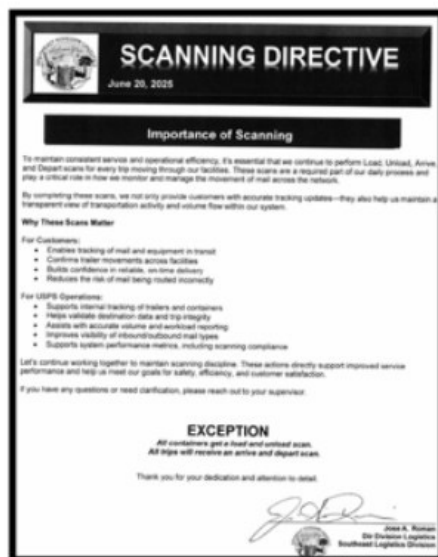 SCANNING DIRECTIVE
June 20, 2025
Importance of Scanning
To maintain consistent service and operational efficiency, it's essential that we continue to perform Load, Unload, Arrive,
and Depart scans for every trip moving through our facilities. These scans are a required part of our daily process and
play a critical role in how we monitor and manage the movement of mail across the network.
By completing these scans, we not only provide customers with accurate tracking updates—they also help us maintain a
transparent view of transportation activity and volume flow within our system.
Why These Scans Matter
For Customers:
• Enables tracking of mail and equipment in transit
• Confirms trailer movements across facilities
• Builds confidence in reliable, on-time delivery
• Reduces the risk of mail being routed incorrectly
For USPS Operations:
• Supports internal tracking of trailers and containers
• Helps validate destination data and trip integrity
• Assists with accurate volume and workload reporting
• Improves visibility of inbound/outbound mail types
• Supports system performance metrics, including scanning compliance
Let's continue working together to maintain scanning discipline. These actions directly support improved service
performance and help us meet our goals for safety, efficiency, and customer satisfaction.
If you have any questions or need clarification, please reach out to your supervisor.
EXCEPTION
All containers get a load and unload scan.
All trips will receive an arrive and depart scan.
Thank you for your dedication and attention to detail.
Jose A. Roman
Dir Division Logistics
Southeast Logistics Division